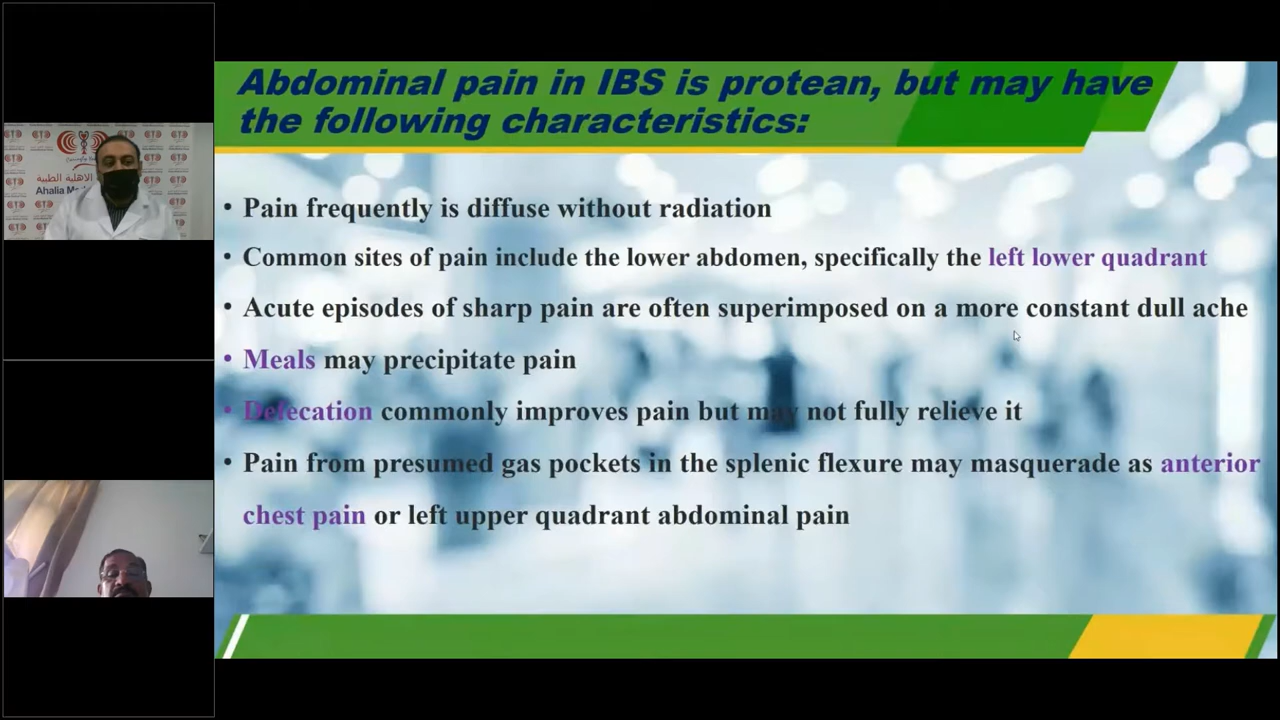 Abdominal pain in IBS is protean, but may have
the following characteristics:
• Pain frequently is diffuse without radiation
• Common sites of pain include the lower abdomen, specifically the left lower quadrant
• Acute episodes of sharp pain are often superimposed on a more constant dull ache
• Meals may precipitate pain
• Defecation commonly improves pain but may not fully relieve it
• Pain from presumed gas pockets in the splenic flexure may masquerade as anterior
chest pain or left upper quadrant abdominal pain
الاهلية الطبية
Ahalia